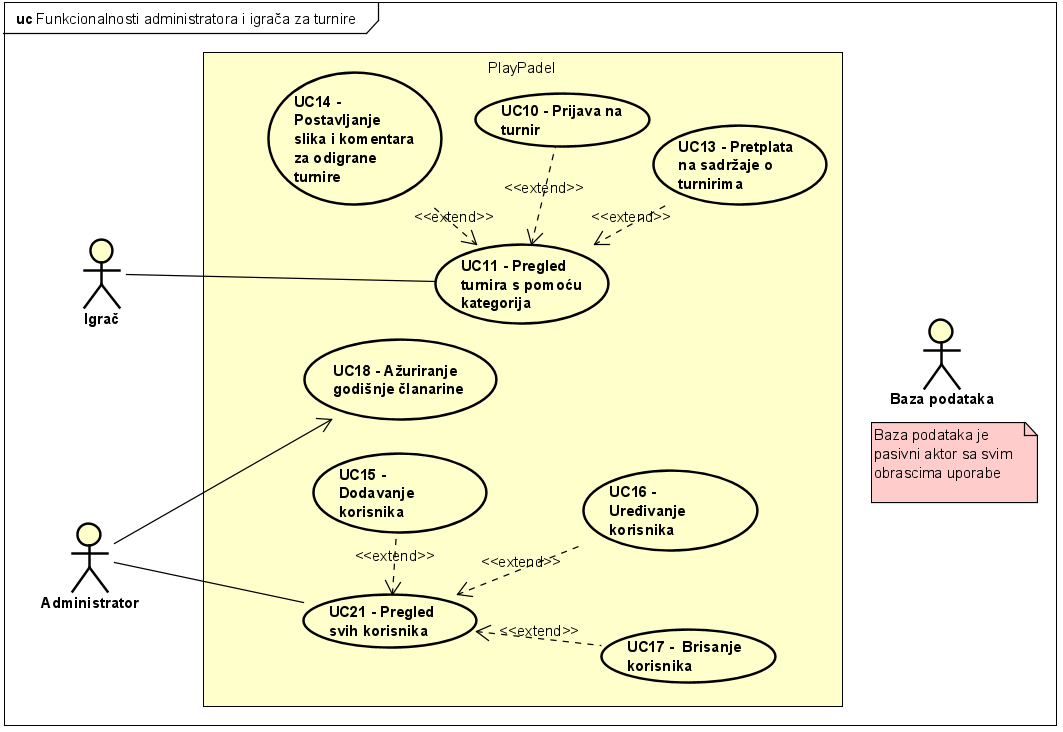 uc Funkcionalnosti administratora i igrača za turnire
PlayPadel
UC14 -
Postavljanje
slika i komentara
za odigrane
turnire
UC10 - Prijava na
turnir
UC13 - Pretplata
na sadržaje o
turnirima
<<extend>>
<<extend>>
<<extend>>
UC11 - Pregled
turnira s pomoću
kategorija
Igrač
UC18 - Ažuriranje
godišnje članarine
Baza podataka
Baza podataka je
pasivni aktor sa svim
obrascima uporabe
UC15 -
Dodavanje
korisnika
UC16 -
Uređivanje
korisnika
<<extend>>
<<extend>>
Administrator
UC21 - Pregled
svih korisnika
<<extend>>
UC17 - Brisanje
korisnika